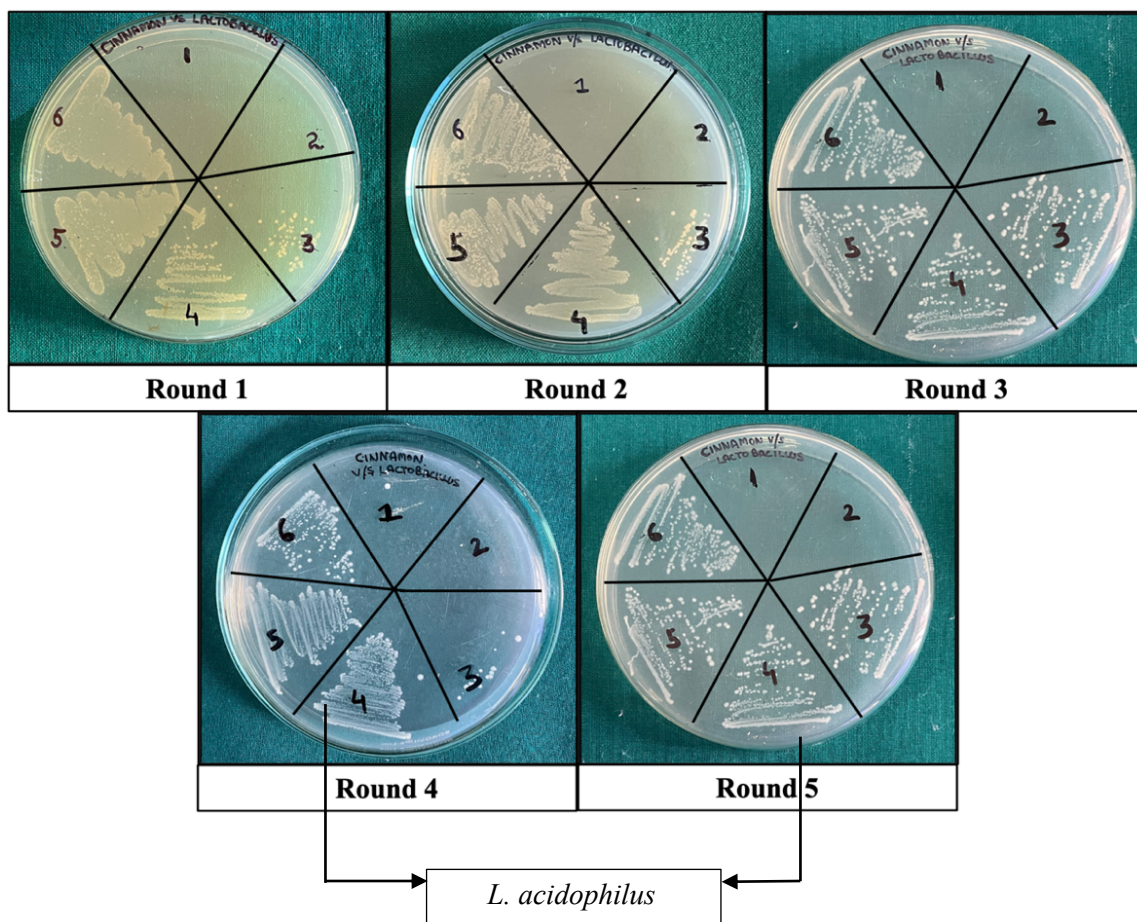 CINNAMON VS LACTOBACILLUS
1
2
3
4
5
6
Round 1
CINNAMON V/S LACTOBACILLUS
1
2
3
4
5
6
Round 2
CINNAMON V/S
LACTOBACILLUS
1
2
3
4
5
6
Round 3
CINNAMON
V/S LACTOBACILLUS
1
2
3
4
5
6
Round 4
CINNAMON V/S
LACTOBACILLUS
1
2
3
4
5
6
Round 5
L. acidophilus